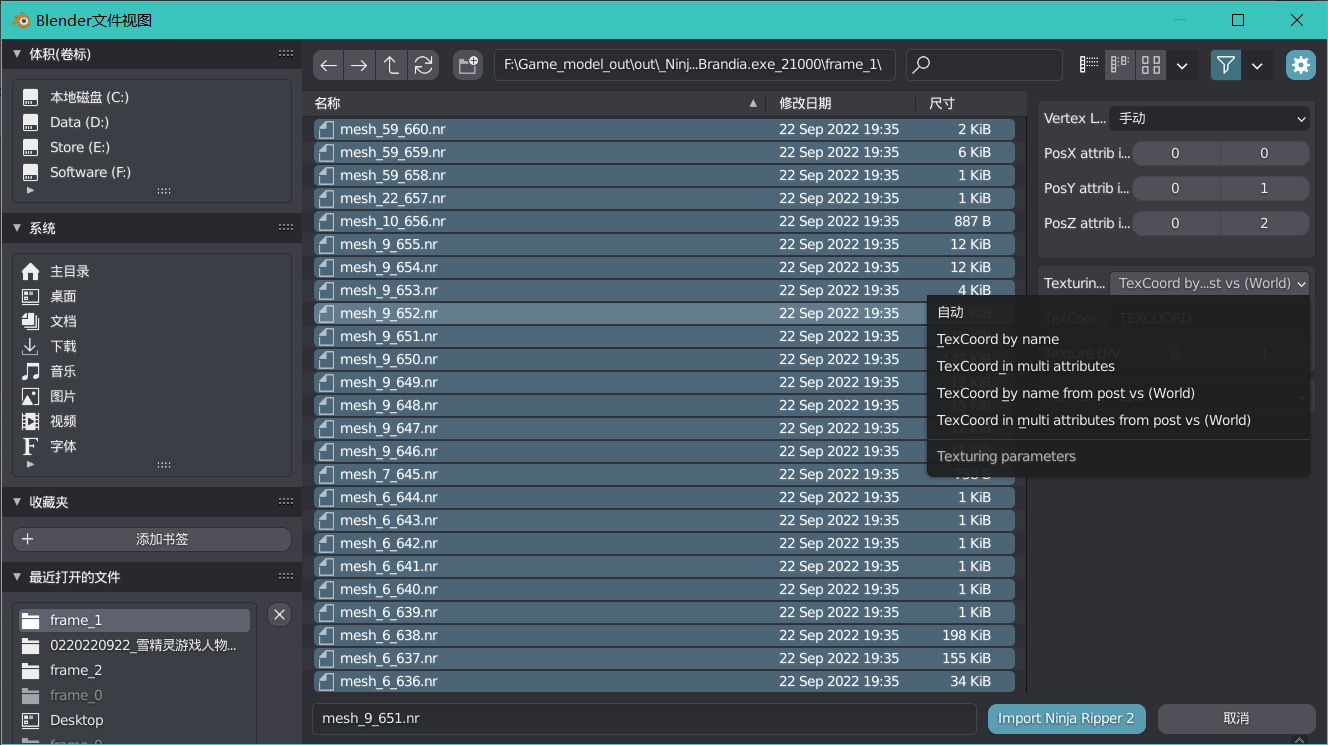 Blender文件视图
体积(卷标)
本地磁盘 (C:)
Data (D:)
Store (E:)
Software (F:)
系统
主目录
桌面
文档
下载
音乐
图片
视频
字体
收藏夹
添加书签
最近打开的文件
frame_1
0220220922_雪精灵游戏人物...
frame_2
frame_0
Desktop
F:\Game_model_out\out\_Ninj...Brandia.exe_21000\frame_1\
名称 修改日期 尺寸
mesh_59_660.nr 22 Sep 2022 19:35 2 KiB
mesh_59_659.nr 22 Sep 2022 19:35 6 KiB
mesh_59_658.nr 22 Sep 2022 19:35 1 KiB
mesh_22_657.nr 22 Sep 2022 19:35 1 KiB
mesh_10_656.nr 22 Sep 2022 19:35 887 B
mesh_9_655.nr 22 Sep 2022 19:35 12 KiB
mesh_9_654.nr 22 Sep 2022 19:35 12 KiB
mesh_9_653.nr 22 Sep 2022 19:35 4 KiB
mesh_9_652.nr 22 Sep 2022 19:35
mesh_9_651.nr 22 Sep 2022 19:35
mesh_9_650.nr 22 Sep 2022 19:35
mesh_9_649.nr 22 Sep 2022 19:35
mesh_9_648.nr 22 Sep 2022 19:35
mesh_9_647.nr 22 Sep 2022 19:35
mesh_9_646.nr 22 Sep 2022 19:35
mesh_7_645.nr 22 Sep 2022 19:35 758 B
mesh_6_644.nr 22 Sep 2022 19:35 1 KiB
mesh_6_643.nr 22 Sep 2022 19:35 1 KiB
mesh_6_642.nr 22 Sep 2022 19:35 1 KiB
mesh_6_641.nr 22 Sep 2022 19:35 1 KiB
mesh_6_640.nr 22 Sep 2022 19:35 1 KiB
mesh_6_639.nr 22 Sep 2022 19:35 1 KiB
mesh_6_638.nr 22 Sep 2022 19:35 198 KiB
mesh_6_637.nr 22 Sep 2022 19:35 155 KiB
mesh_6_636.nr 22 Sep 2022 19:35 34 KiB
Vertex L... 手动
PosX attrib i... 0 0
PosY attrib i... 0 1
PosZ attrib i... 0 2
Texturin... TexCoord by...st vs (World)
自动
TexCoord by name
TexCoord in multi attributes
TexCoord by name from post vs (World)
TexCoord in multi attributes from post vs (World)
Texturing parameters
mesh_9_651.nr
Import Ninja Ripper 2
取消